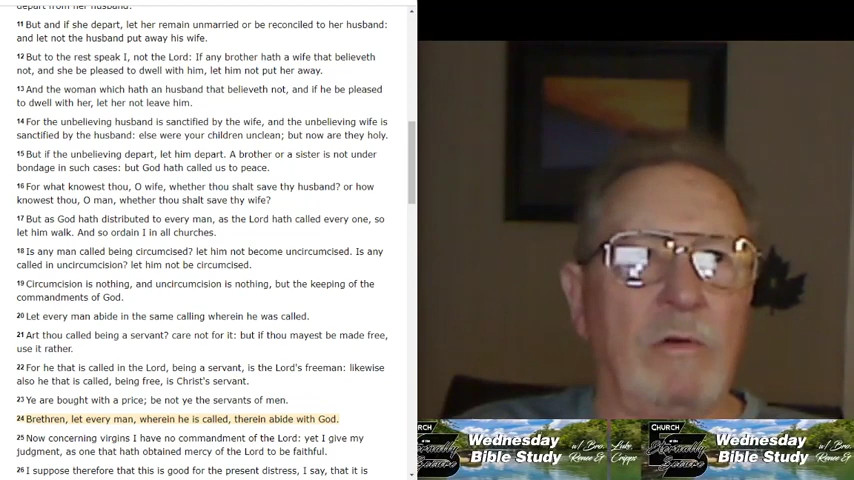 depart from her husband:
11 But and if she depart, let her remain unmarried or be reconciled to her husband:
and let not the husband put away his wife.
12 But to the rest speak I, not the Lord: If any brother hath a wife that believeth
not, and she be pleased to dwell with him, let him not put her away.
13 And the woman which hath an husband that believeth not, and if he be pleased
to dwell with her, let her not leave him.
14 For the unbelieving husband is sanctified by the wife, and the unbelieving wife is
sanctified by the husband: else were your children unclean; but now are they holy.
15 But if the unbelieving depart, let him depart. A brother or a sister is not under
bondage in such cases: but God hath called us to peace.
16 For what knowest thou, O wife, whether thou shalt save thy husband? or how
knowest thou, O man, whether thou shalt save thy wife?
17 But as God hath distributed to every man, as the Lord hath called every one, so
let him walk. And so ordain I in all churches.
18 Is any man called being circumcised? let him not become uncircumcised. Is any
called in uncircumcision? let him not be circumcised.
19 Circumcision is nothing, and uncircumcision is nothing, but the keeping of the
commandments of God.
20 Let every man abide in the same calling wherein he was called.
21 Art thou called being a servant? care not for it: but if thou mayest be made free,
use it rather.
22 For he that is called in the Lord, being a servant, is the Lord's freeman: likewise
also he that is called, being free, is Christ's servant.
23 Ye are bought with a price; be not ye the servants of men.
24 Brethren, let every man, wherein he is called, therein abide with God.
25 Now concerning virgins I have no commandment of the Lord: yet I give my
judgment, as one that hath obtained mercy of the Lord to be faithful.
26 I suppose therefore that this is good for the present distress, I say, that it is
CHURCH
of the
Eternally
Secure
Wednesday
Bible Study
w/ Bro.
Renee &
Luke
Cripps
CHURCH
of the
Eternally
Secure
Wednesday
Bible Study
w/ Bro.
Renee &